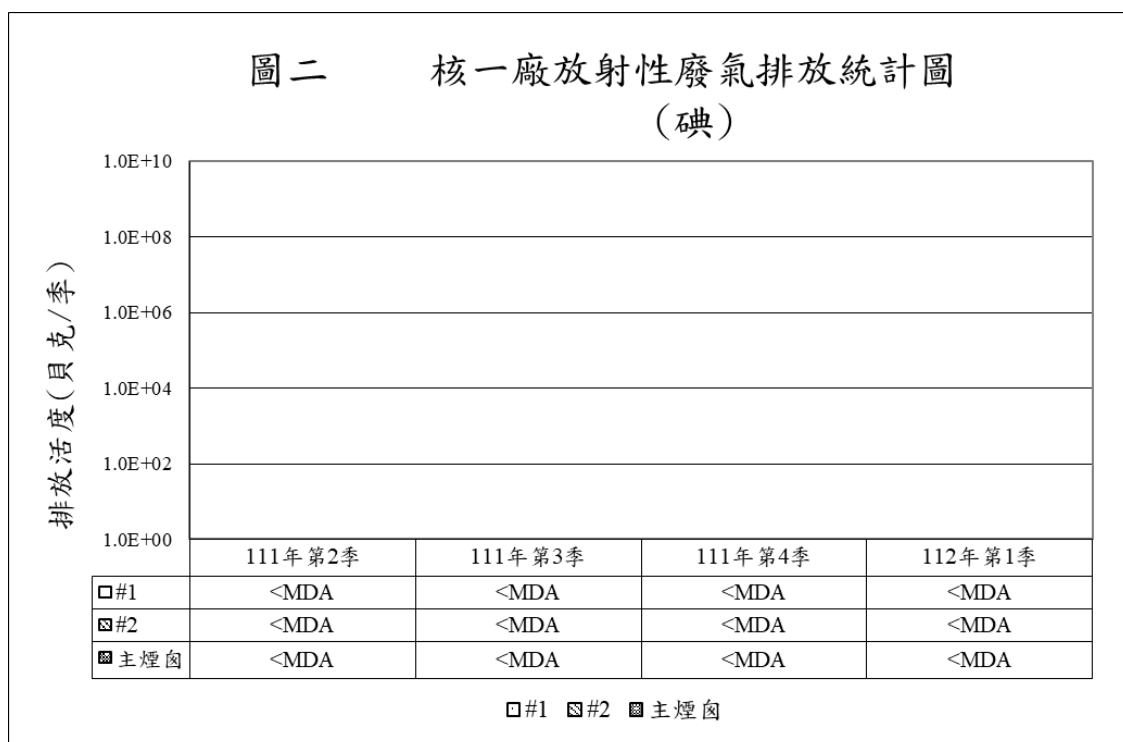 圖二 核一廠放射性廢氣排放統計圖
(碘)
排放活度(貝克/季)
1.0E+10
1.0E+08
1.0E+06
1.0E+04
1.0E+02
1.0E+00
111年第2季 111年第3季 111年第4季 112年第1季
#1 <MDA <MDA <MDA <MDA
#2 <MDA <MDA <MDA <MDA
主煙囪 <MDA <MDA <MDA <MDA
#1 #2 主煙囪